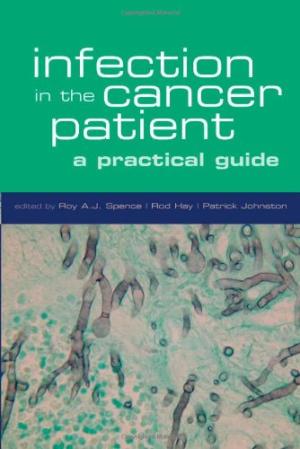 infection
in the cancer
patient
a practical guide
edited by Roy A.J. Spence | Rod Hay | Patrick Johnston